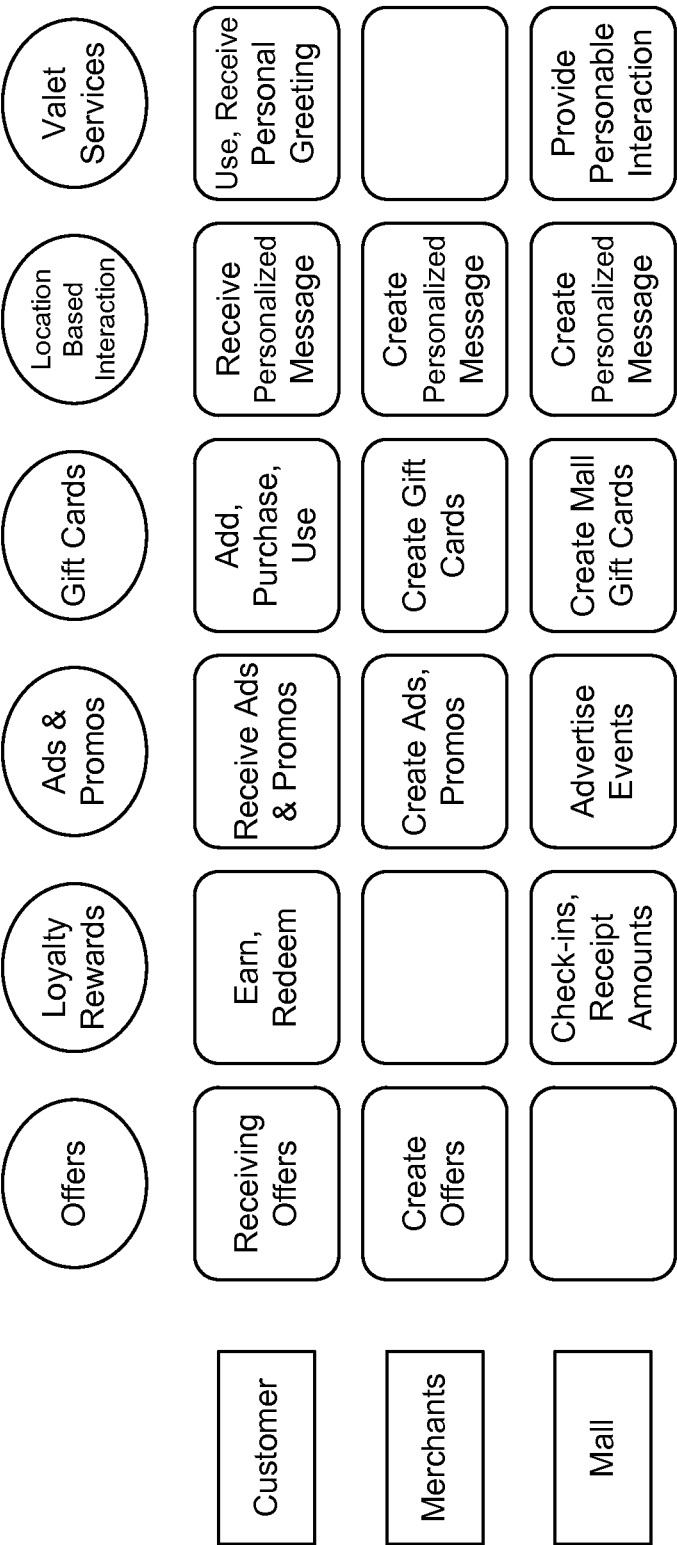 Offers
Loyalty
Rewards
Ads &
Promos
Gift Cards
Location
Based
Interaction
Valet
Services
Customer
Receiving
Offers
Earn,
Redeem
Receive Ads
& Promos
Add,
Purchase,
Use
Receive
Personalized
Message
Use, Receive
Personal
Greeting
Merchants
Create
Offers
Create Ads,
Promos
Create Gift
Cards
Create
Personalized
Message
Mall
Check-ins,
Receipt
Amounts
Advertise
Events
Create Mall
Gift Cards
Create
Personalized
Message
Provide
Personable
Interaction